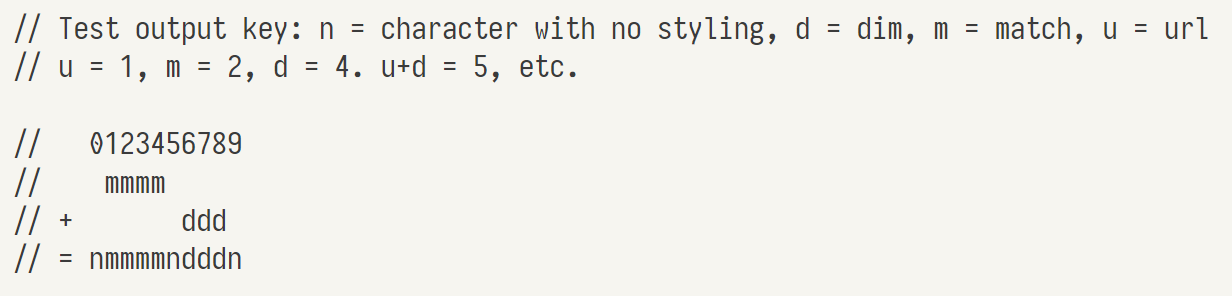 // Test output key: n = character with no styling, d = dim, m = match, u = url
// u = 1, m = 2, d = 4. u+d = 5, etc.

//   0123456789
//    mmmm
// +       ddd
// = nmmmmndddn